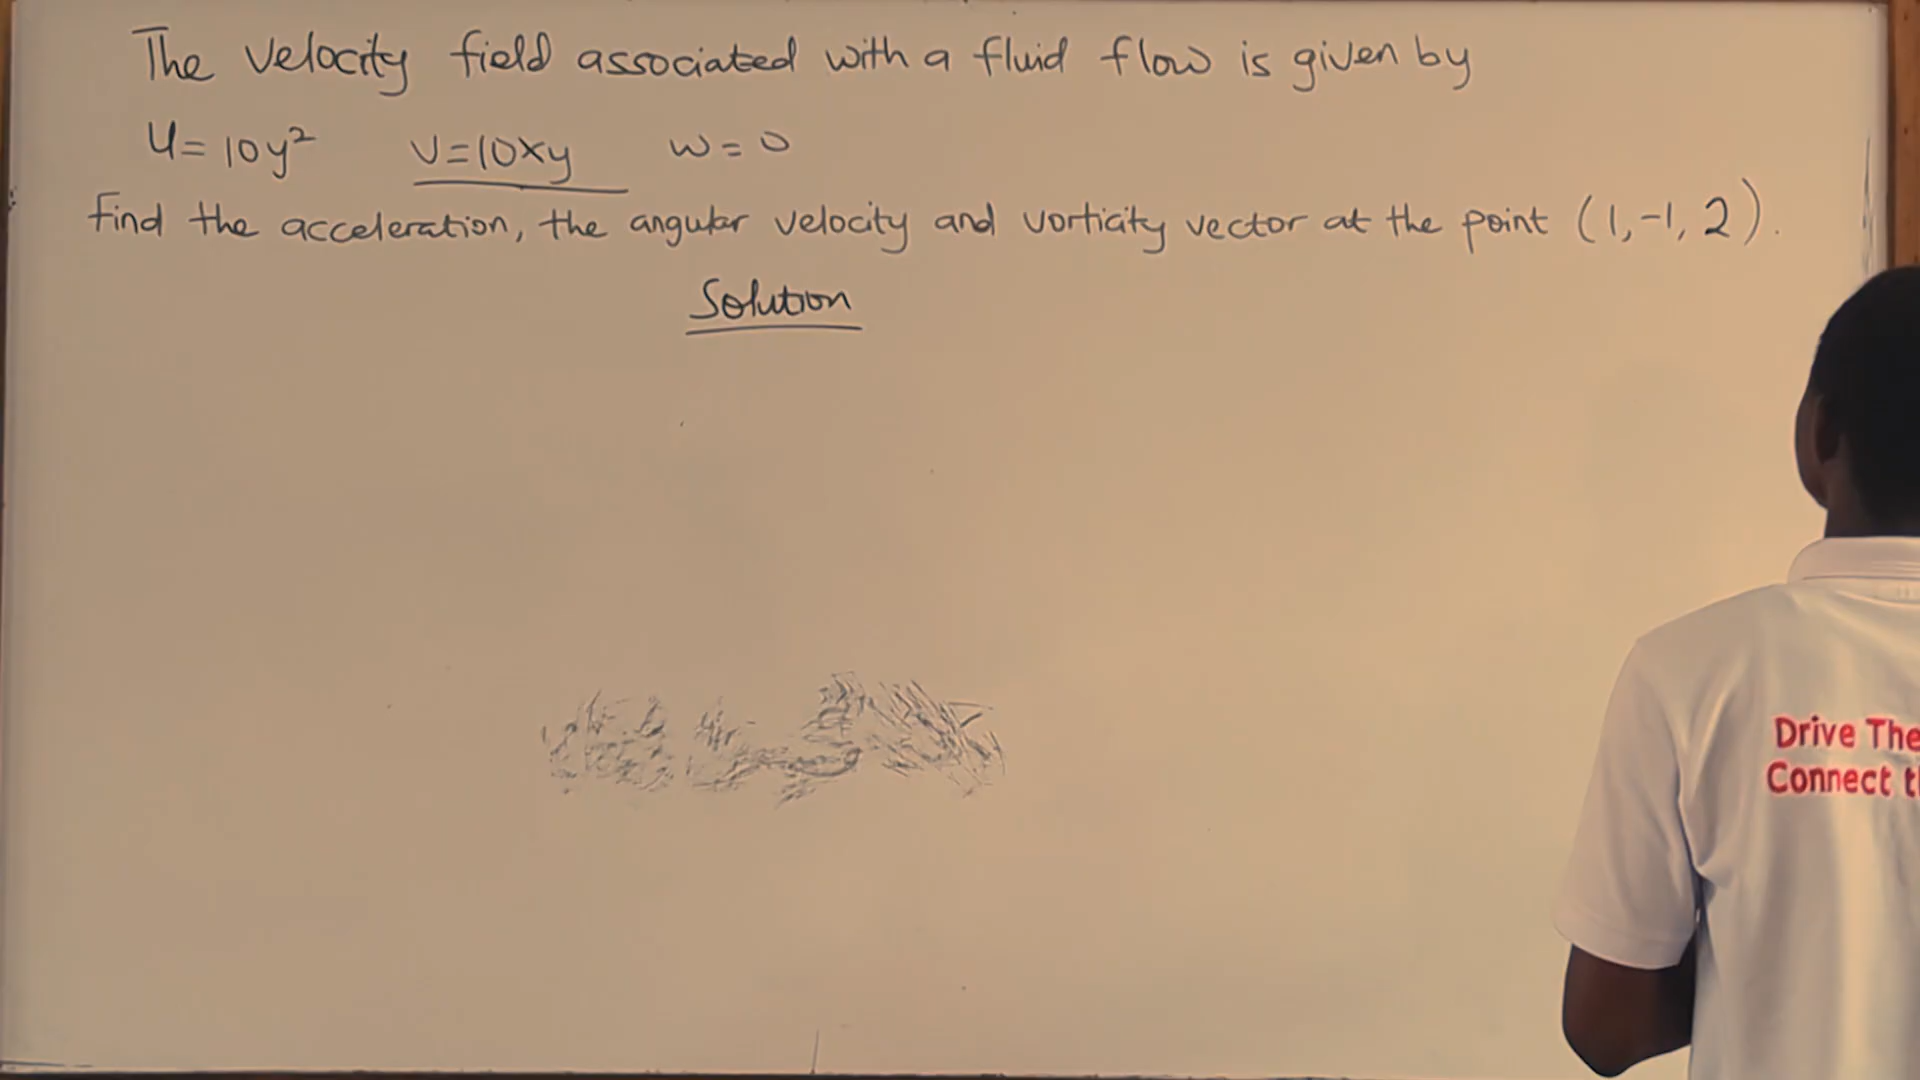 The velocity field associated with a fluid flow is given by
u=10y² v=10xy w=0
find the acceleration, the angular velocity and vorticity vector at the point (1,-1, 2).
Solution
Drive The
Connect